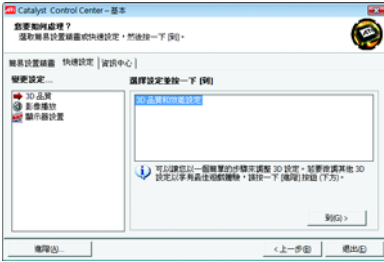 Catalyst Control Center – 基本
您要如何處理？
選取簡易設置精靈或快速設定，然後按一下 [到]。
簡易設置精靈 快速設定 資訊中心
變更設定... 選擇設定並按一下 [到]
3D 品質
影像播放
顯示器設置
3D 品質和效能設定
可以讓您以一個簡單的步驟來調整 3D 設定。若要微調其他 3D
設定以享有最佳遊戲體驗，請按一下 [進階] 按鈕 (下方)。
到(G) >
進階(A)... < 上一步(B) 退出(E)